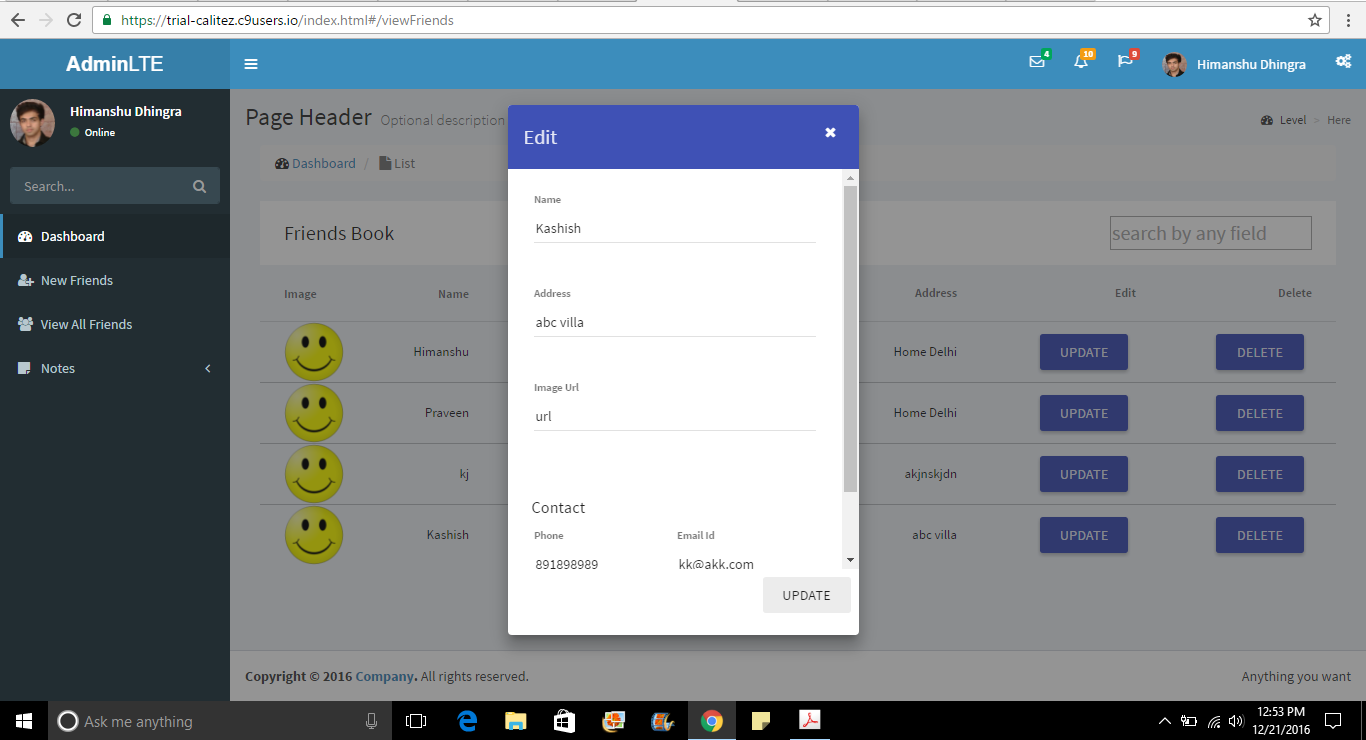 https://trial-calitez.c9users.io/index.html#/viewFriends
AdminLTE
4
10
9
Himanshu Dhingra
Himanshu Dhingra
Online
Search...
Dashboard
New Friends
View All Friends
Notes
Page Header Optional description
Level > Here
Dashboard / List
Friends Book
search by any field
Image Name Address Edit Delete
Himanshu Home Delhi UPDATE DELETE
Praveen Home Delhi UPDATE DELETE
kj akjnskjdn UPDATE DELETE
Kashish abc villa UPDATE DELETE
Edit
Name
Kashish
Address
abc villa
Image Url
url
Contact
Phone Email Id
891898989 kk@akk.com
UPDATE
Copyright © 2016 Company. All rights reserved.
Anything you want
Ask me anything
12:53 PM
12/21/2016